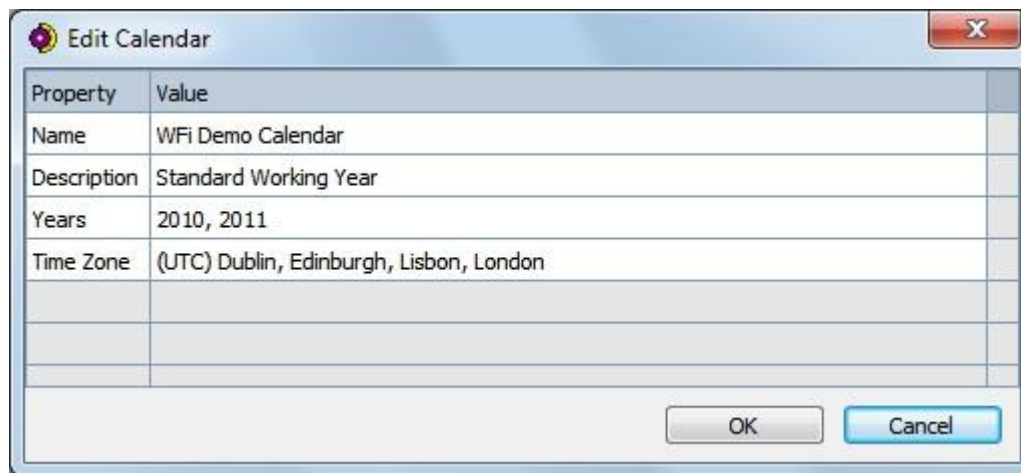 Edit Calendar
Property Value
Name WFi Demo Calendar
Description Standard Working Year
Years 2010, 2011
Time Zone (UTC) Dublin, Edinburgh, Lisbon, London
OK Cancel